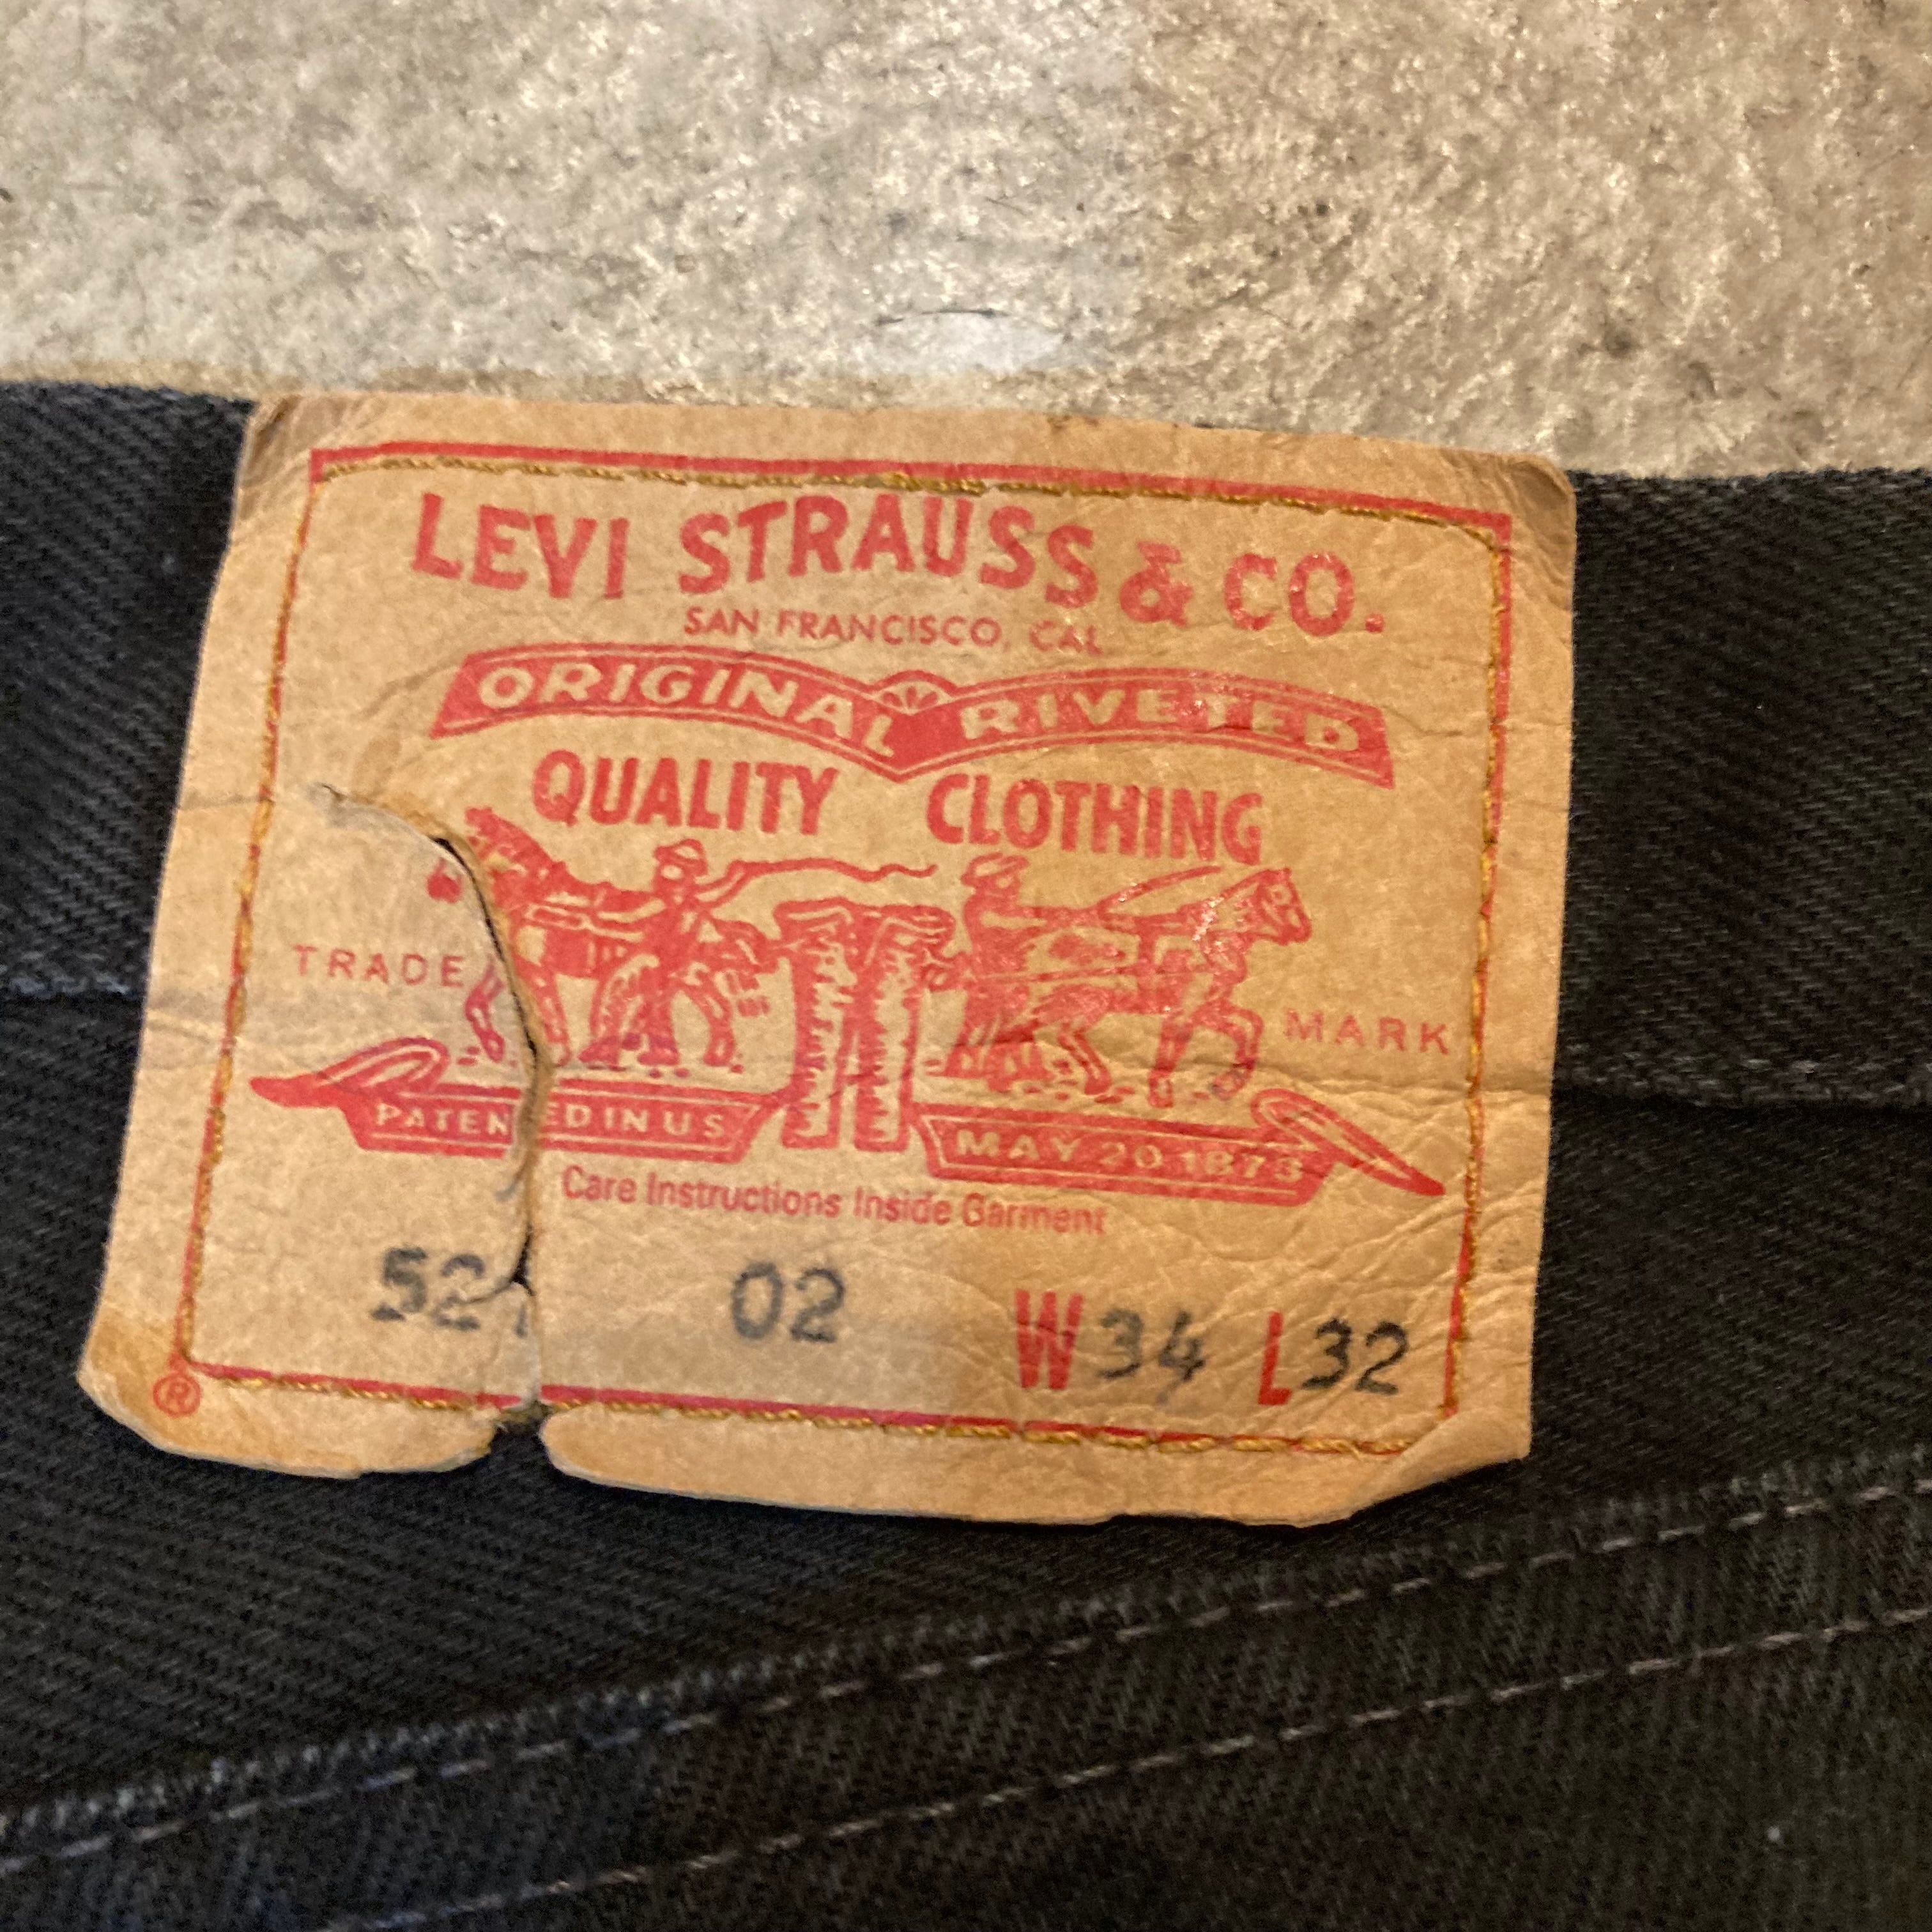 LEVI STRAUSS & CO.
SAN FRANCISCO, CAL
ORIGINAL RIVETED
QUALITY CLOTHING
TRADE MARK
PATENTED IN US MAY 20 1873
Care Instructions Inside Garment
02 W34 L32
®